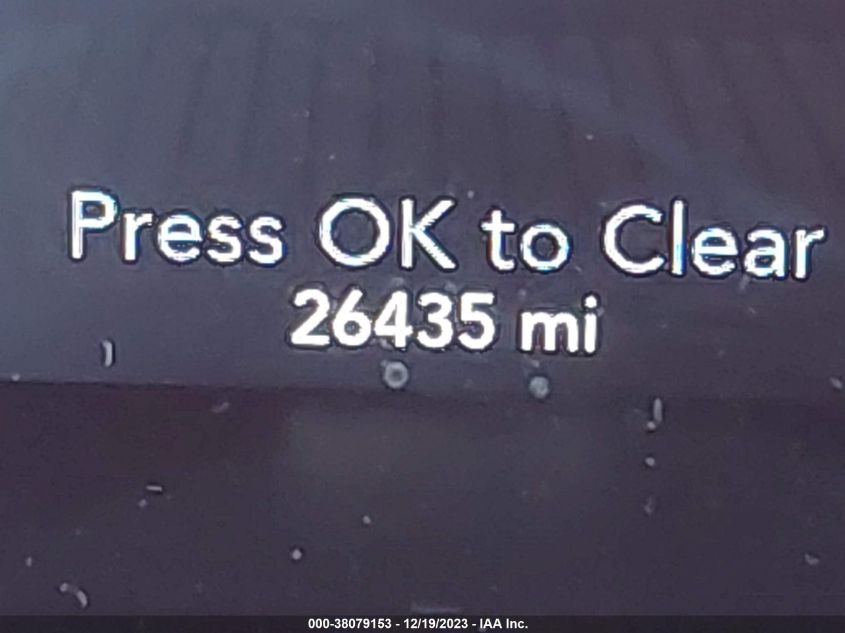 Press OK to Clear
26435 mi
000-38079153 - 12/19/2023 - IAA Inc.